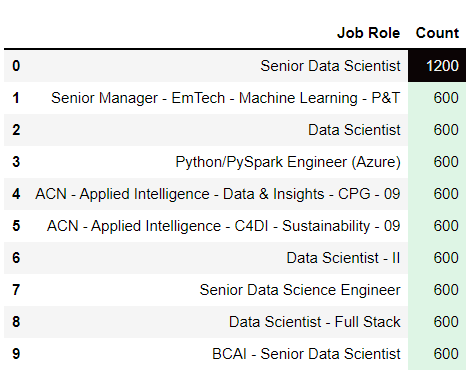 Job Role Count
0 Senior Data Scientist 1200
1 Senior Manager - EmTech - Machine Learning - P&T 600
2 Data Scientist 600
3 Python/PySpark Engineer (Azure) 600
4 ACN - Applied Intelligence - Data & Insights - CPG - 09 600
5 ACN - Applied Intelligence - C4DI - Sustainability - 09 600
6 Data Scientist - II 600
7 Senior Data Science Engineer 600
8 Data Scientist - Full Stack 600
9 BCAI - Senior Data Scientist 600